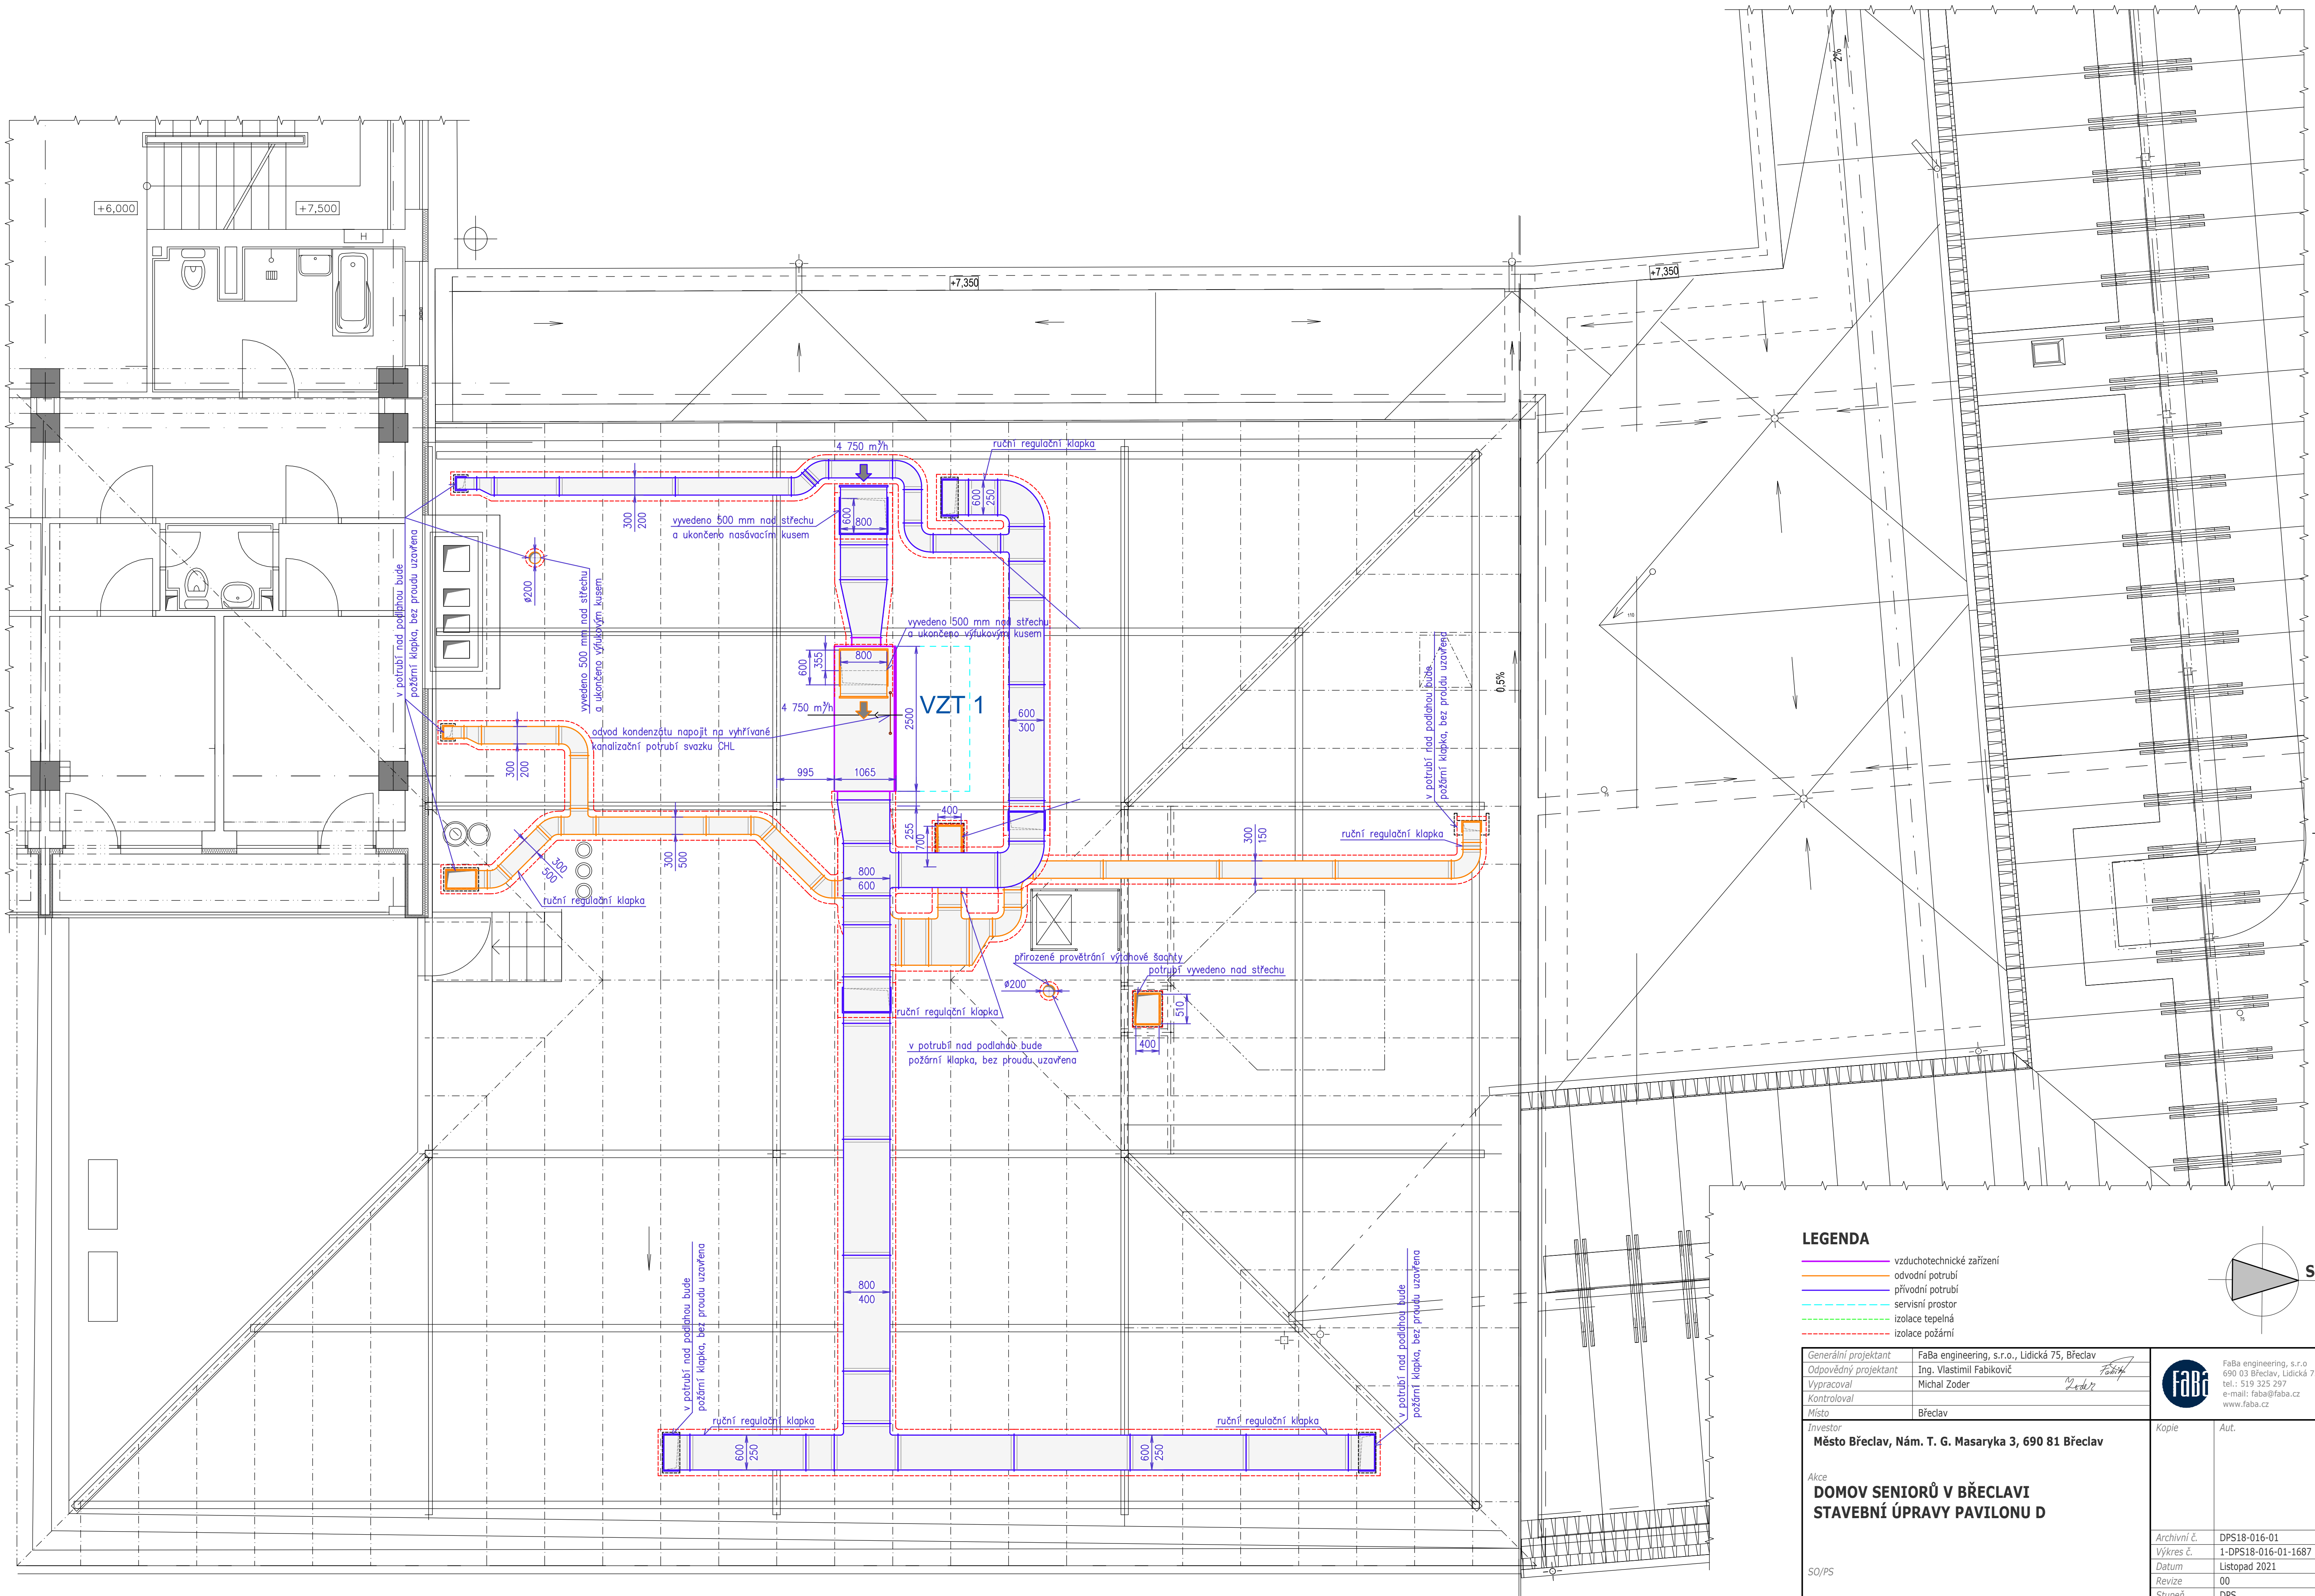 2%
+6,000
+7,500
H
+7,350
+7,350
4 750 m³/h
ruční regulační klapka
300
200
vyvedeno 500 mm nad střechu
a ukončeno nasávacím kusem
600
800
600
250
v potrubí nad podlahou bude
požární klapka, bez proudu uzavřena
ø200
vyvedeno 500 mm nad střechu
a ukončeno výfukovým kusem
vyvedeno 500 mm nad střechu
a ukončeno výfukovým kusem
600
355
800
VZT 1
4 750 m³/h
2500
600
300
odvod kondenzátu napojit na vyhřívané
kanalizační potrubí svazku CHL
300
200
995
1065
v potrubí nad podlahou bude
požární klapka, bez proudu uzavřena
0.5%
110
75
400
255
700
300
500
300
500
300
150
ruční regulační klapka
800
600
ruční regulační klapka
přirozené provětrání výtahové šachty
potrubí vyvedeno nad střechu
ø200
510
400
ruční regulační klapka
v potrubí nad podlahou bude
požární klapka, bez proudu uzavřena
75
800
400
v potrubí nad podlahou bude
požární klapka, bez proudu uzavřena
v potrubí nad podlahou bude
požární klapka, bez proudu uzavřena
ruční regulační klapka
ruční regulační klapka
600
250
600
250
LEGENDA
vzduchotechnické zařízení
odvodní potrubí
přívodní potrubí
servisní prostor
izolace tepelná
izolace požární
S
Generální projektant FaBa engineering, s.r.o., Lidická 75, Břeclav
Odpovědný projektant Ing. Vlastimil Fabikovič
Vypracoval Michal Zoder
Kontroloval
Místo Břeclav
FaBa
FaBa engineering, s.r.o
690 03 Břeclav, Lidická 7
tel.: 519 325 297
e-mail: faba@faba.cz
www.faba.cz
Investor
Město Břeclav, Nám. T. G. Masaryka 3, 690 81 Břeclav
Kopie Aut.
Akce
DOMOV SENIORŮ V BŘECLAVI
STAVEBNÍ ÚPRAVY PAVILONU D
SO/PS
Archivní č. DPS18-016-01
Výkres č. 1-DPS18-016-01-1687
Datum Listopad 2021
Revize 00
Stupeň DPS